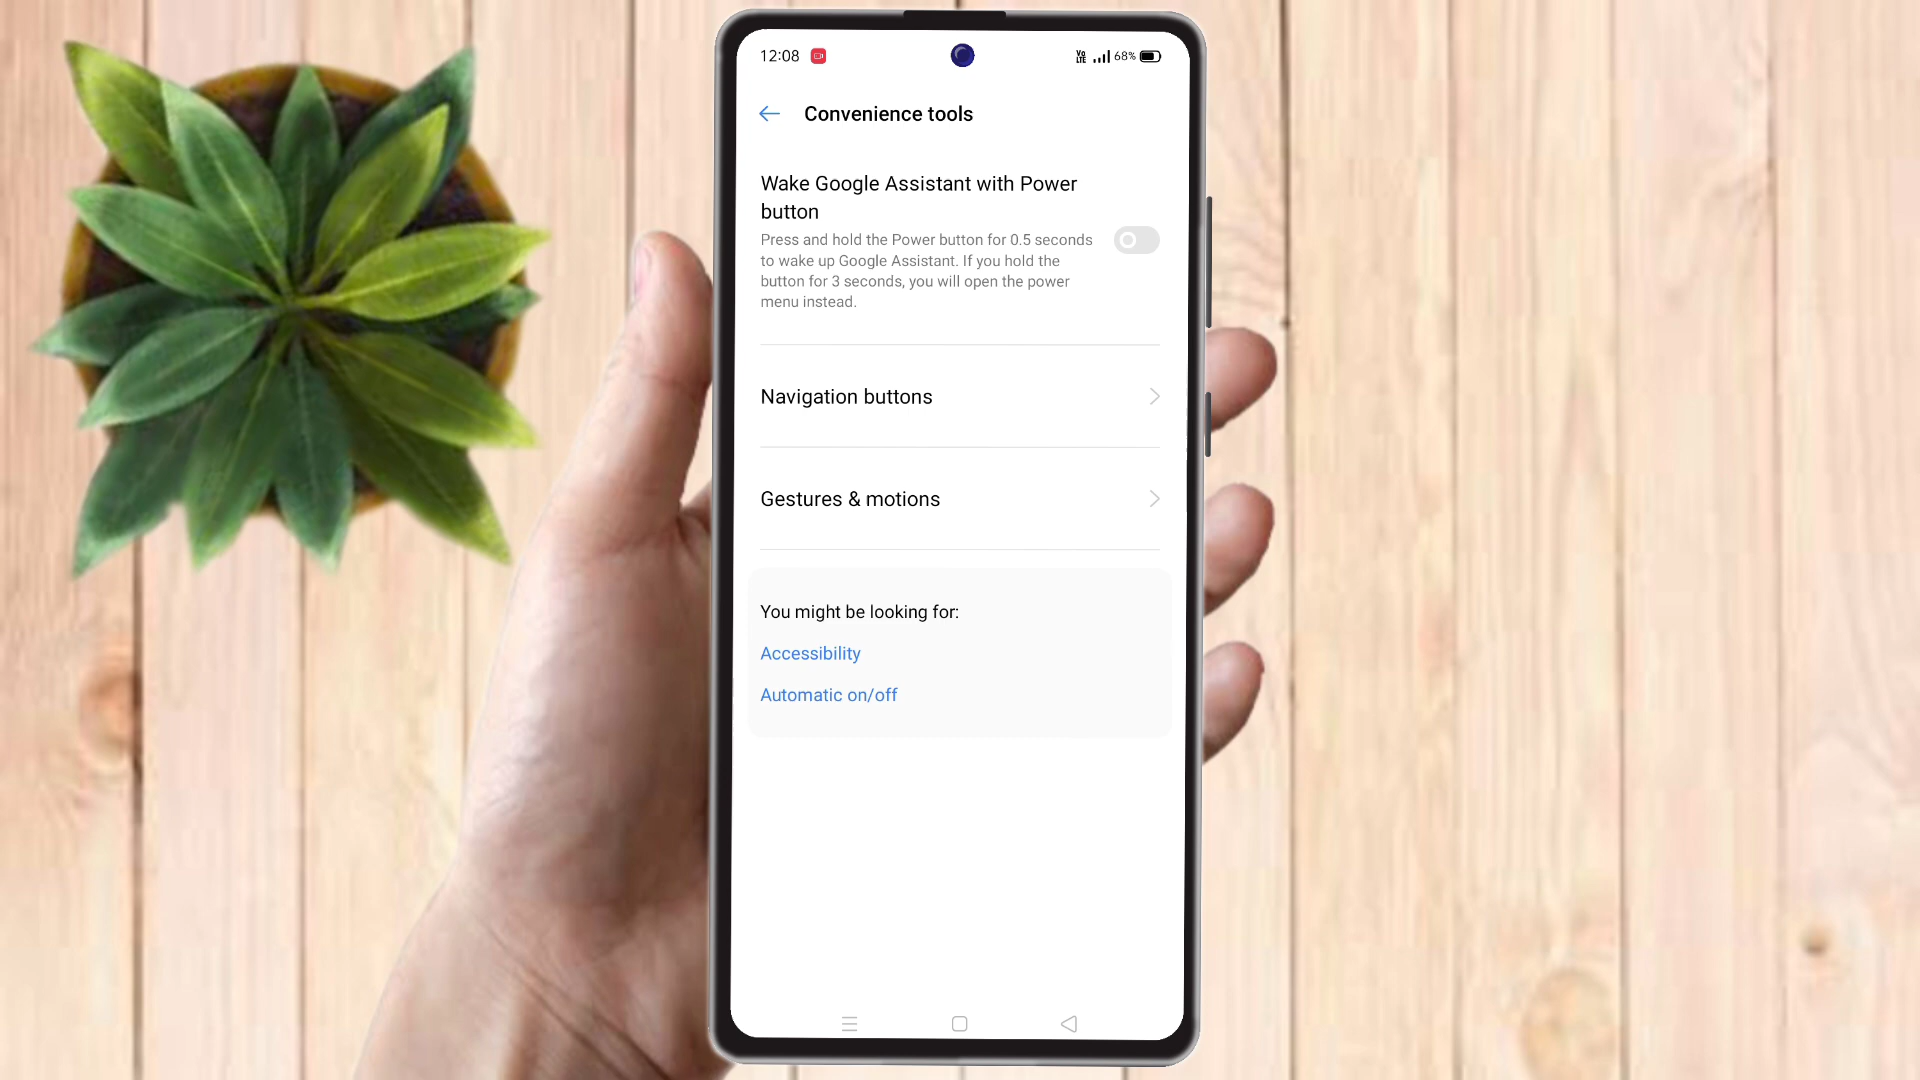 12:08 Vo LTE 68%
Convenience tools
Wake Google Assistant with Power
button
Press and hold the Power button for 0.5 seconds
to wake up Google Assistant. If you hold the
button for 3 seconds, you will open the power
menu instead.
Navigation buttons
Gestures & motions
You might be looking for:
Accessibility
Automatic on/off